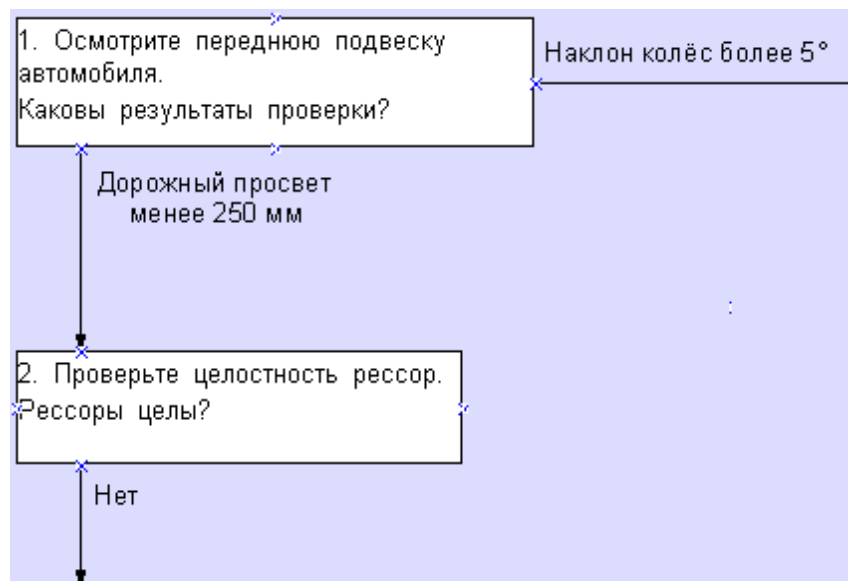 1. Осмотрите переднюю подвеску
автомобиля.
Каковы результаты проверки?
Наклон колёс более 5°
Дорожный просвет
менее 250 мм
2. Проверьте целостность рессор.
Рессоры целы?
Нет